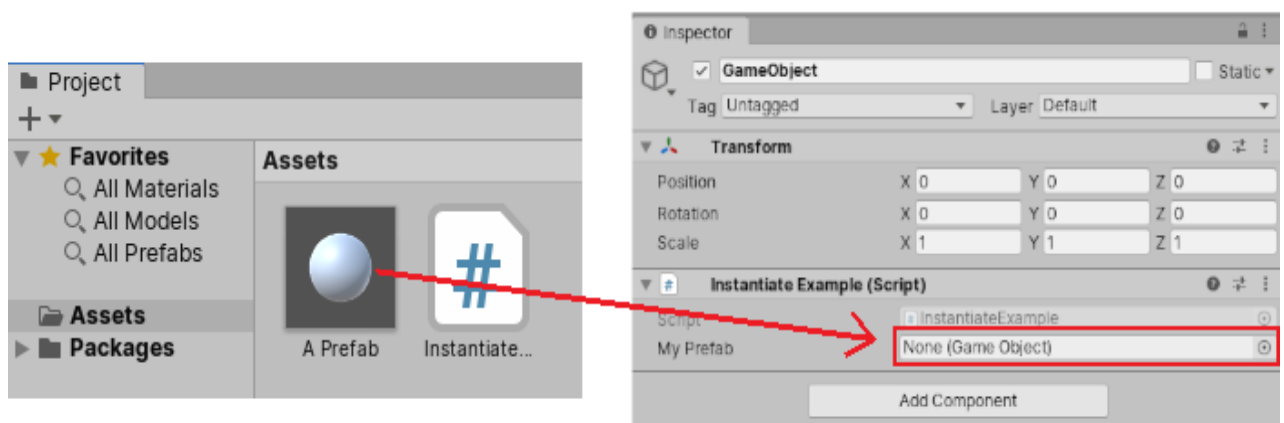 Project
Favorites
All Materials
All Models
All Prefabs
Assets
Packages
Assets
A Prefab
Instantiate...
Inspector
GameObject
Static
Tag Untagged Layer Default
Transform
Position X 0 Y 0 Z 0
Rotation X 0 Y 0 Z 0
Scale X 1 Y 1 Z 1
# Instantiate Example (Script)
Script InstantiateExample
My Prefab None (Game Object)
Add Component